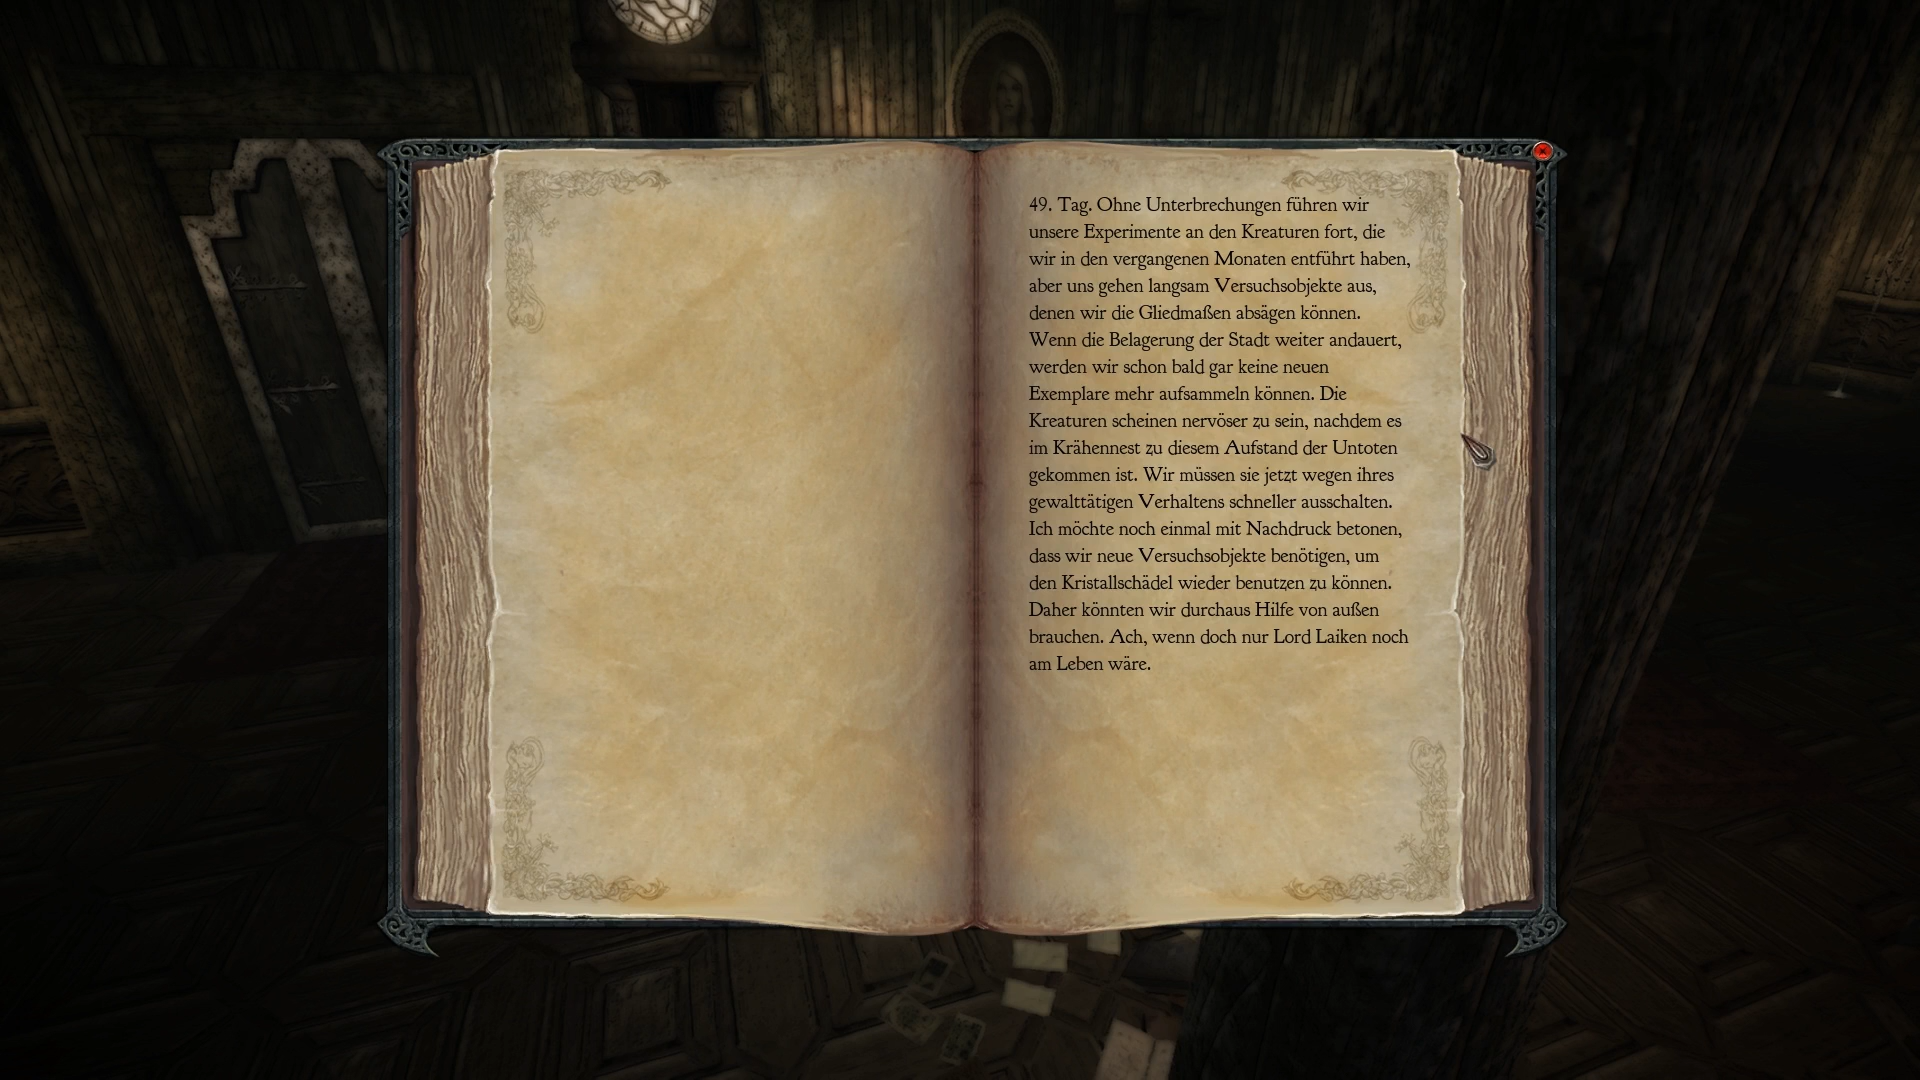 49. Tag. Ohne Unterbrechungen führen wir
unsere Experimente an den Kreaturen fort, die
wir in den vergangenen Monaten entführt haben,
aber uns gehen langsam Versuchsobjekte aus,
denen wir die Gliedmaßen absägen können.
Wenn die Belagerung der Stadt weiter andauert,
werden wir schon bald gar keine neuen
Exemplare mehr aufsammeln können. Die
Kreaturen scheinen nervöser zu sein, nachdem es
im Krähennest zu diesem Aufstand der Untoten
gekommen ist. Wir müssen sie jetzt wegen ihres
gewalttätigen Verhaltens schneller ausschalten.
Ich möchte noch einmal mit Nachdruck betonen,
dass wir neue Versuchsobjekte benötigen, um
den Kristallschädel wieder benutzen zu können.
Daher könnten wir durchaus Hilfe von außen
brauchen. Ach, wenn doch nur Lord Laiken noch
am Leben wäre.